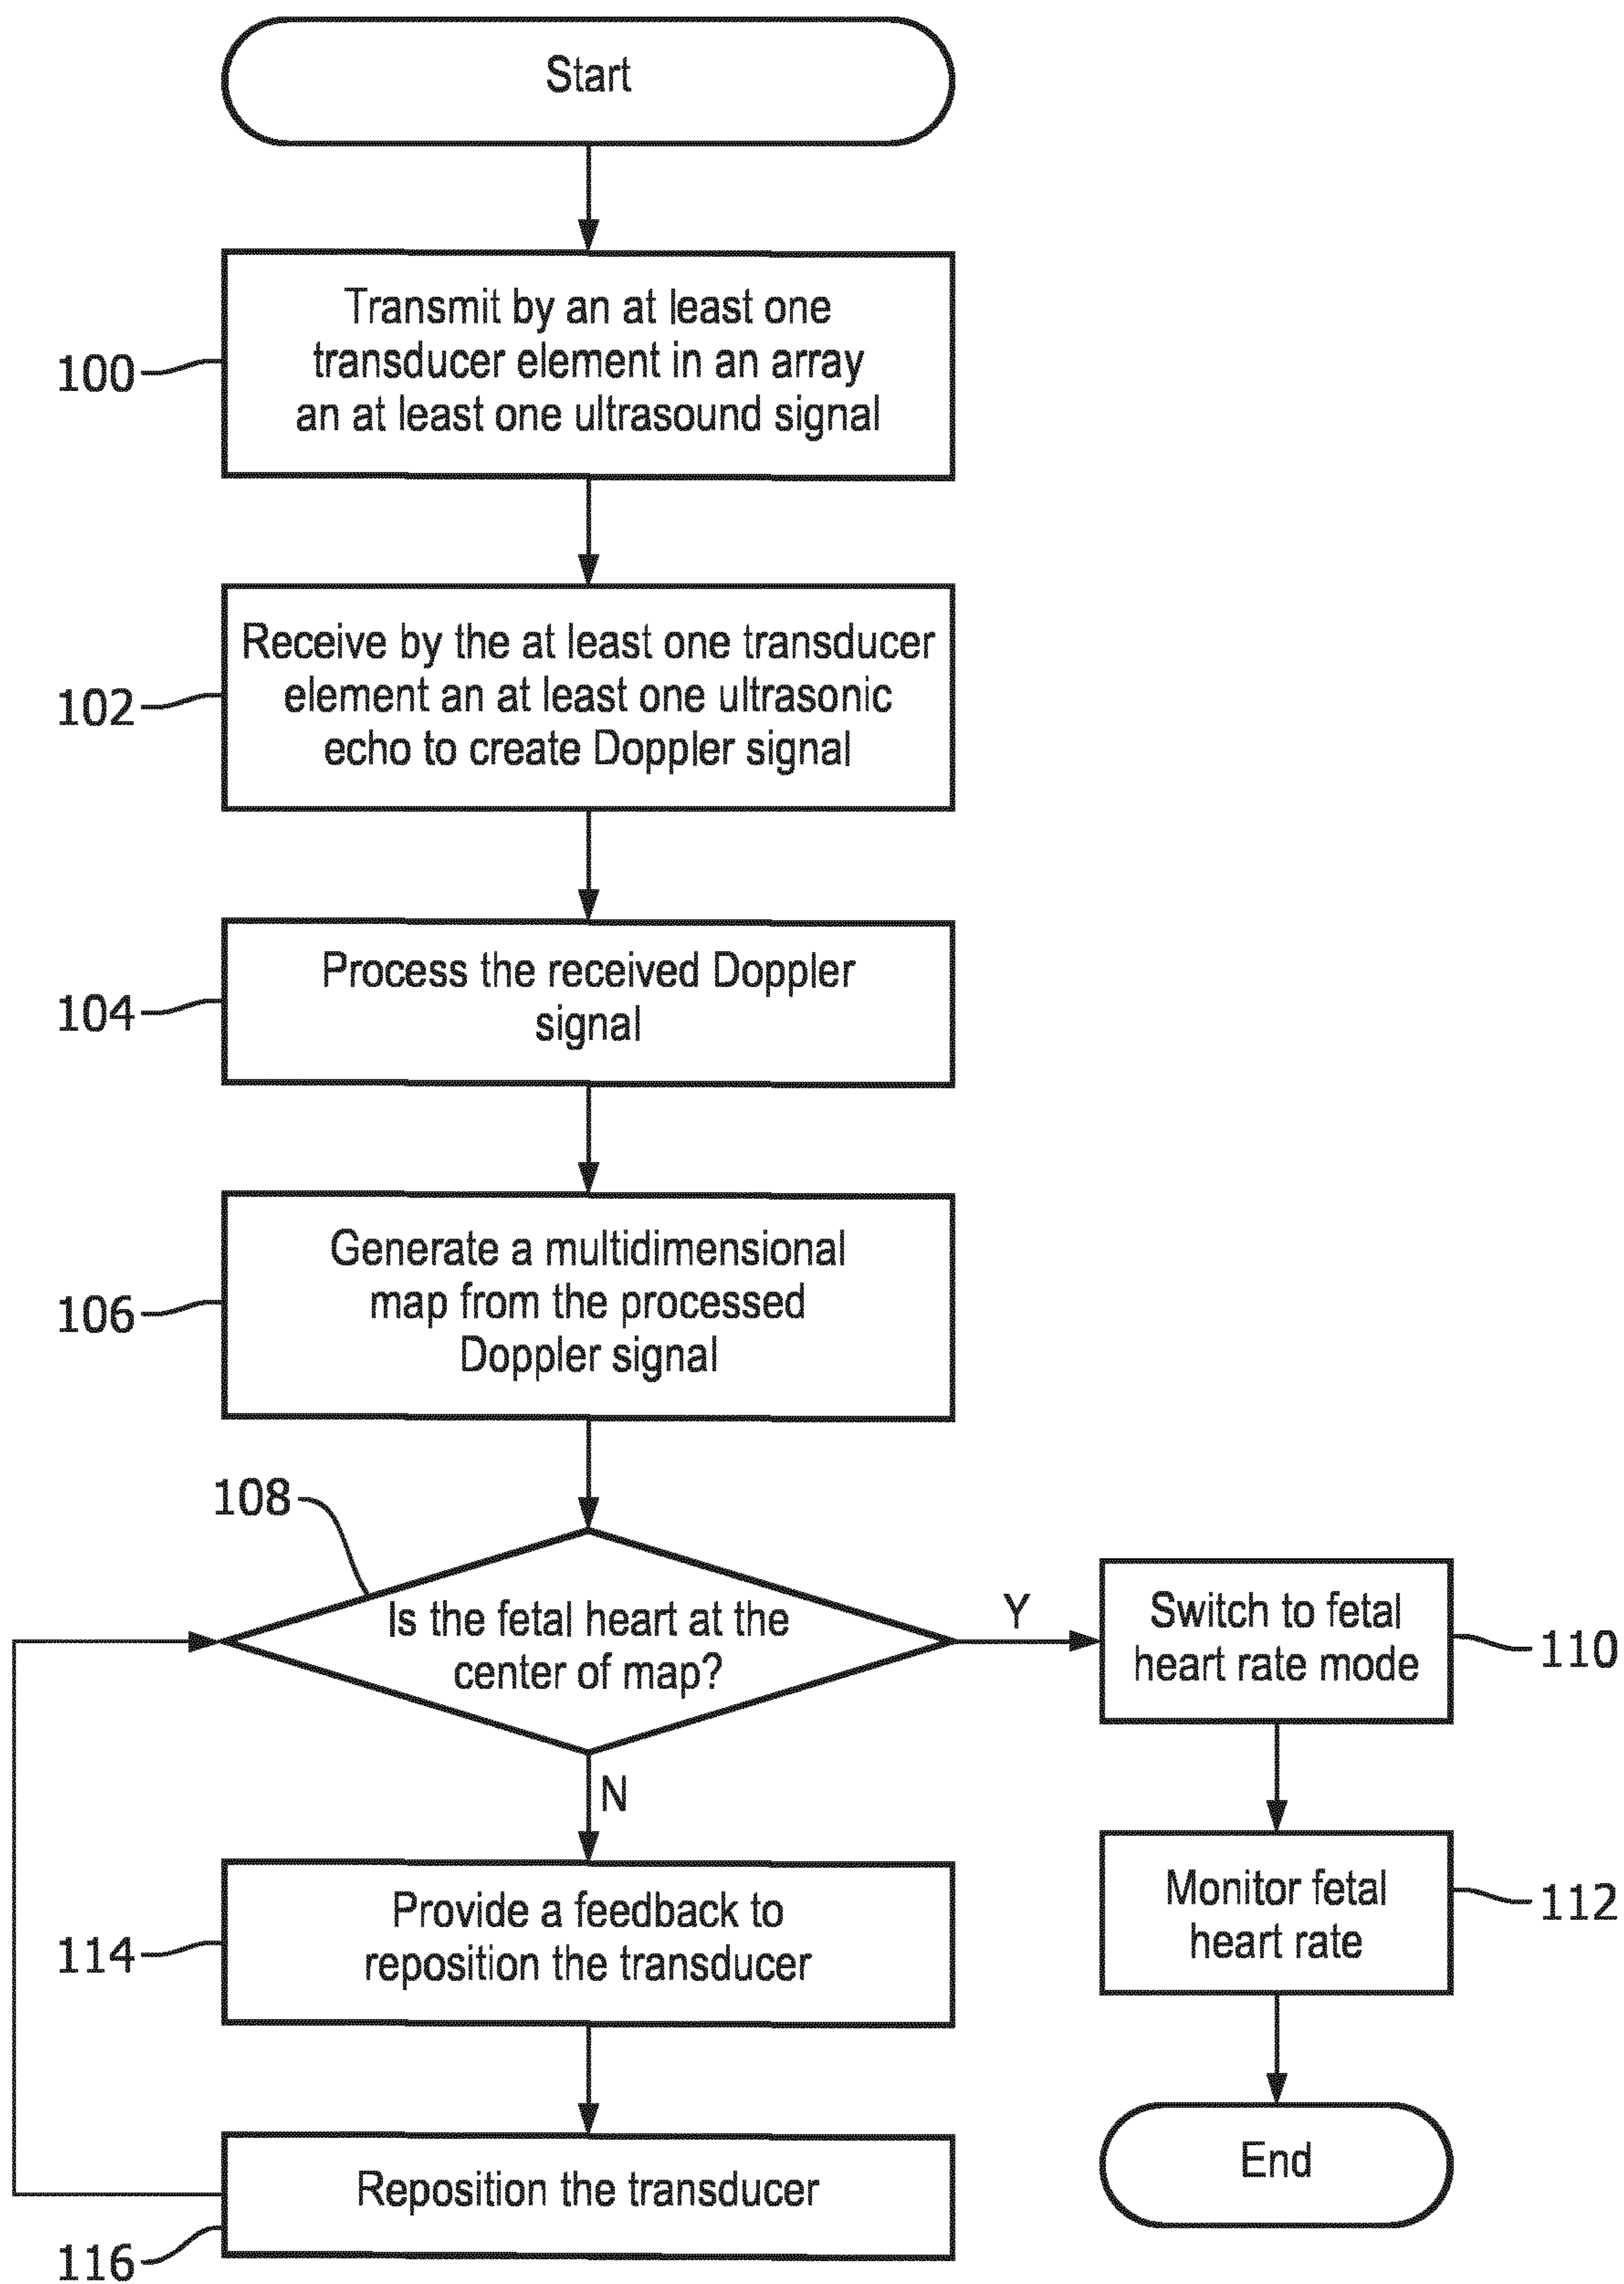 Start
Transmit by an at least one
transducer element in an array
an at least one ultrasound signal
100
Receive by the at least one transducer
element an at least one ultrasonic
echo to create Doppler signal
102
Process the received Doppler
signal
104
Generate a multidimensional
map from the processed
Doppler signal
106
108
Is the fetal heart at the
center of map?
Y
Switch to fetal
heart rate mode
110
N
Monitor fetal
heart rate
112
Provide a feedback to
reposition the transducer
114
End
Reposition the transducer
116